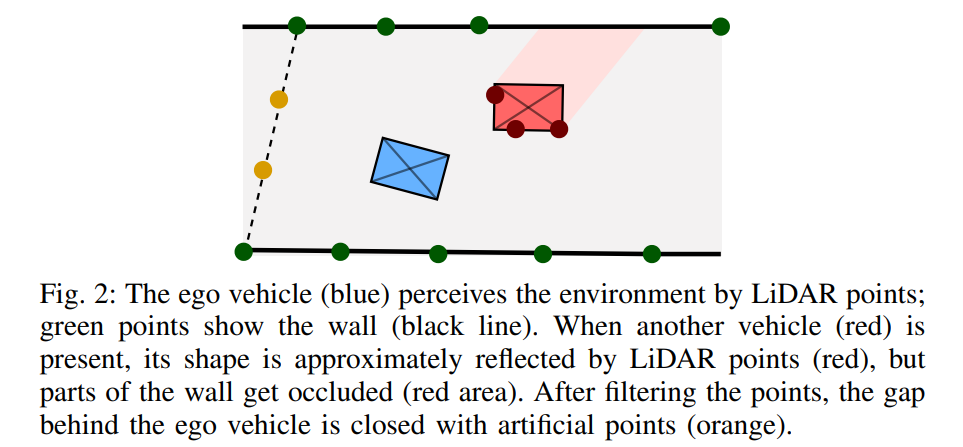 Fig. 2: The ego vehicle (blue) perceives the environment by LiDAR points;
green points show the wall (black line). When another vehicle (red) is
present, its shape is approximately reflected by LiDAR points (red), but
parts of the wall get occluded (red area). After filtering the points, the gap
behind the ego vehicle is closed with artificial points (orange).